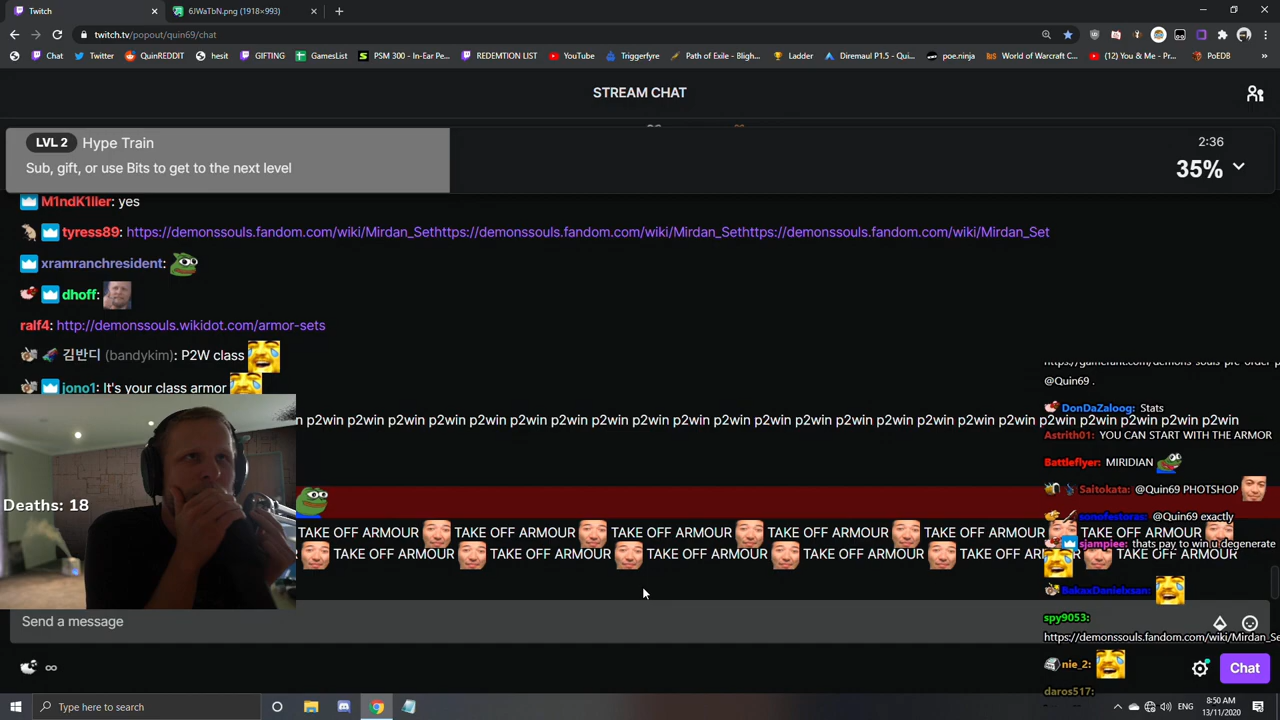 Twitch
6JWaTbN.png (1918×993)
twitch.tv/popout/quin69/chat
Chat
Twitter
QuinREDDIT
hesit
GIFTING
GamesList
PSM 300 - In-Ear Pe...
REDEMTION LIST
YouTube
Triggerfyre
Path of Exile - Bligh...
Ladder
Diremaul P1.5 - Qui...
poe.ninja
World of Warcraft C...
(12) You & Me - Pr...
PoEDB
STREAM CHAT
LVL 2 Hype Train
Sub, gift, or use Bits to get to the next level
2:36
35%
M1ndK1ller: yes
tyress89: https://demonssouls.fandom.com/wiki/Mirdan_Sethttps://demonssouls.fandom.com/wiki/Mirdan_Sethttps://demonssouls.fandom.com/wiki/Mirdan_Set
xramranchresident:
dhoff:
ralf4: http://demonssouls.wikidot.com/armor-sets
김반디 (bandykim): P2W class
jono1: It's your class armor
p2win p2win p2win p2win p2win p2win p2win p2win p2win p2win p2win p2win p2win p2win p2win p2win p2win p2win p2win p2win p2win p2win
TAKE OFF ARMOUR TAKE OFF ARMOUR TAKE OFF ARMOUR TAKE OFF ARMOUR TAKE OFF ARMOUR TAKE OFF ARMOUR
TAKE OFF ARMOUR TAKE OFF ARMOUR TAKE OFF ARMOUR TAKE OFF ARMOUR TAKE OFF ARMOUR TAKE OFF ARMOUR
Deaths: 18
Send a message
Chat
https://gamerant.com/demons-souls-pre-order-p
@Quin69 .
DonDaZaloog: Stats
Astrith01: YOU CAN START WITH THE ARMOR
Battleflyer: MIRIDIAN
Saitokata: @Quin69 PHOTSHOP
sonofestoras: @Quin69 exactly
sjampiee: thats pay to win u degenerate
BakaxDanielxsan:
spy9053:
https://demonssouls.fandom.com/wiki/Mirdan_Se
nie_2:
daros517:
Type here to search
ENG
8:50 AM
13/11/2020